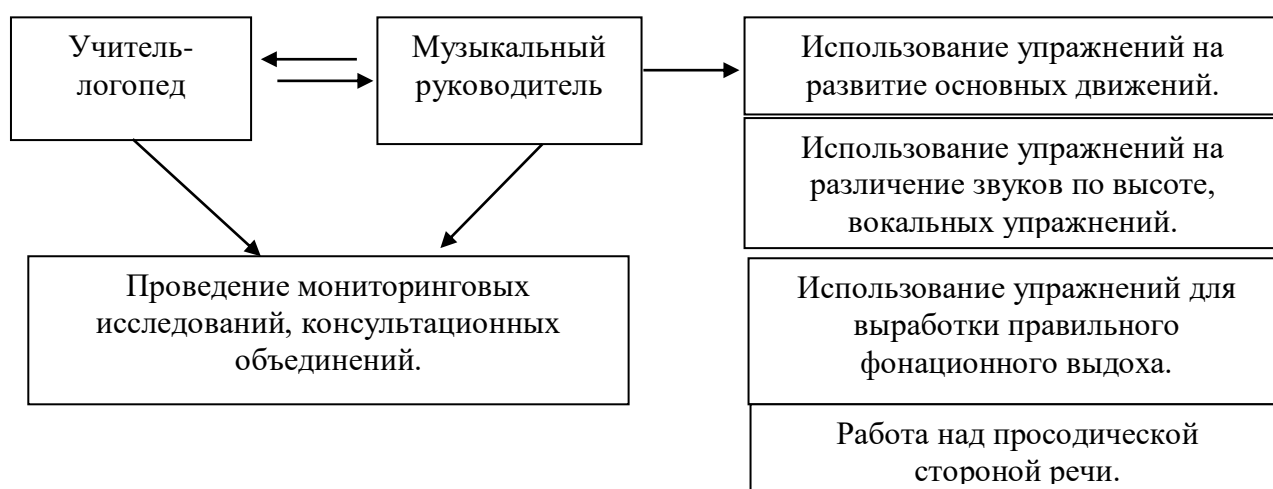 Учитель-
логопед
Музыкальный
руководитель
Использование упражнений на
развитие основных движений.
Использование упражнений на
различение звуков по высоте,
вокальных упражнений.
Проведение мониторинговых
исследований, консультационных
объединений.
Использование упражнений для
выработки правильного
фонационного выдоха.
Работа над просодической
стороной речи.